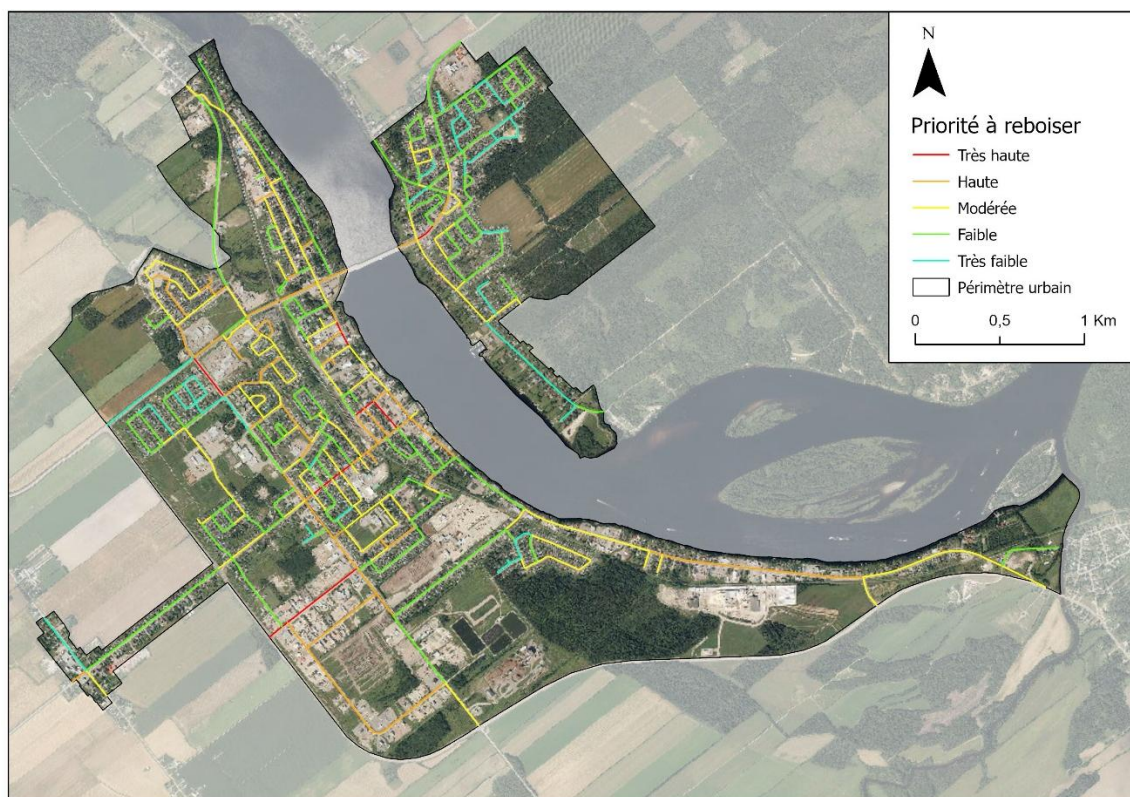 N
Priorité à reboiser
Très haute
Haute
Modérée
Faible
Très faible
Périmètre urbain
0 0,5 1 Km